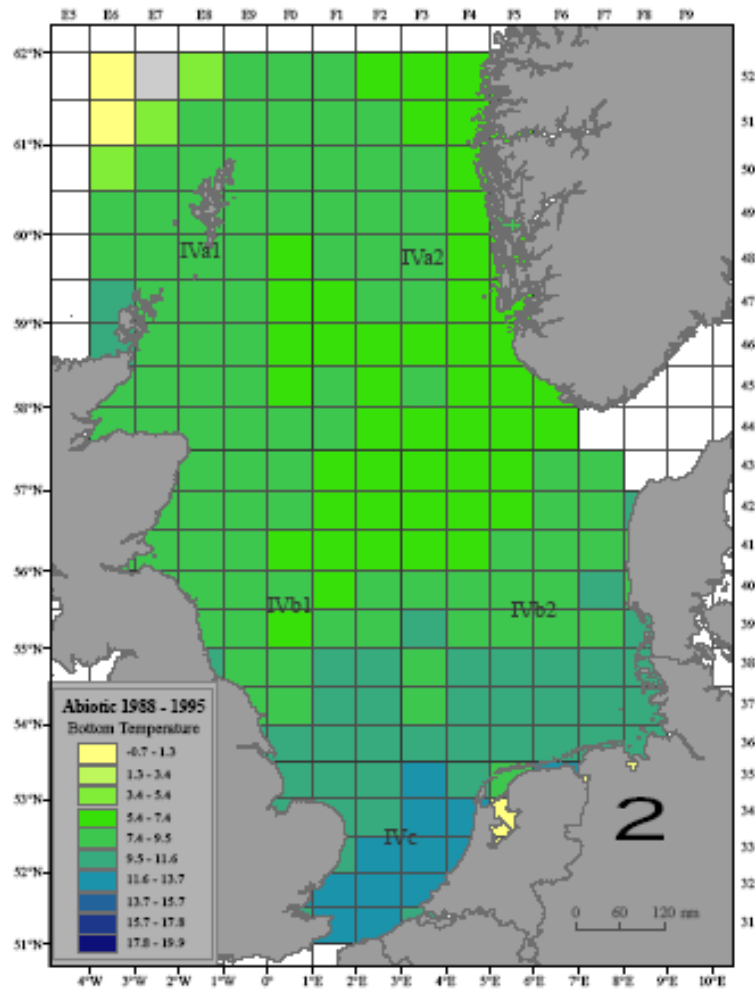 E5 E6 E7 E8 E9 F0 F1 F2 F3 F4 F5 F6 F7 F8 F9
62°N
52
61°N
51
50
60°N
49
IVa1 IVa2
48
59°N
47
46
58°N
45
44
57°N
43
42
56°N
41
40
IVb1 IVb2
55°N
39
38
54°N
37
36
53°N
35
34
IVc
52°N
33
32
51°N
31
Abiotic 1988 - 1995
Bottom Temperature
-0.7 - 1.3
1.3 - 3.4
3.4 - 5.4
5.4 - 7.4
7.4 - 9.5
9.5 - 11.6
11.6 - 13.7
13.7 - 15.7
15.7 - 17.8
17.8 - 19.9
2
0 60 120 nm
4°W 3°W 2°W 1°W 0° 1°E 2°E 3°E 4°E 5°E 6°E 7°E 8°E 9°E 10°E